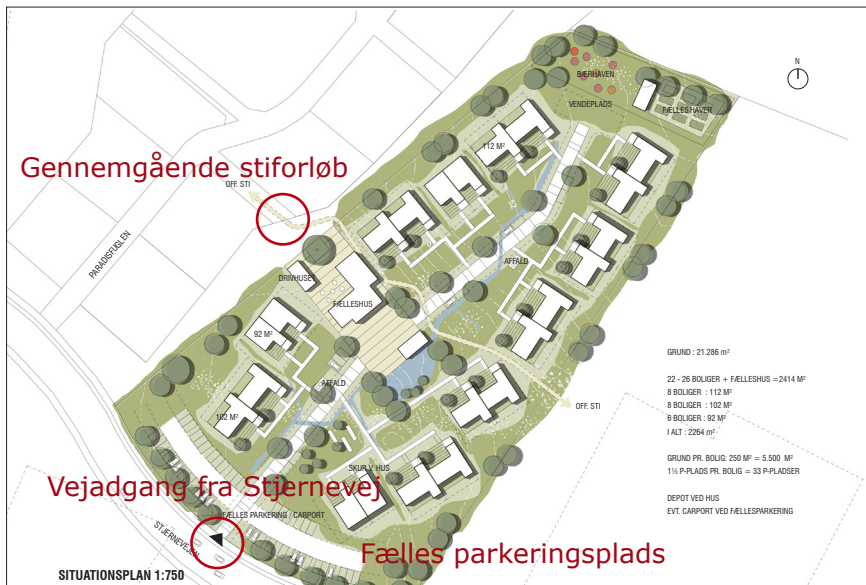 N
BÆRHAVEN
VENDEPLADS
FÆLLES HAVER
112 M²
Gennemgående stiforløb
OFF. STI
52
PARADISFUGLEN
DRIVHUSET
AFFALD
FÆLLESHUS
92 M²
AFFALD
102 M²
OFF. STI
SKUR V. HUS
GRUND : 21.286 m²
22 - 26 BOLIGER + FÆLLESHUS =2414 M²
8 BOLIGER : 112 M²
8 BOLIGER : 102 M²
6 BOLIGER : 92 M²
I ALT : 2264 m²
GRUND PR. BOLIG: 250 M² = 5.500 M²
1½ P-PLADS PR. BOLIG = 33 P-PLADSER
DEPOT VED HUS
EVT. CARPORT VED FÆLLESPARKERING
Vejadgang fra Stjernevej
FÆLLES PARKERING / CARPORT
STJERNEVEJEN
Fælles parkeringsplads
SITUATIONSPLAN 1:750